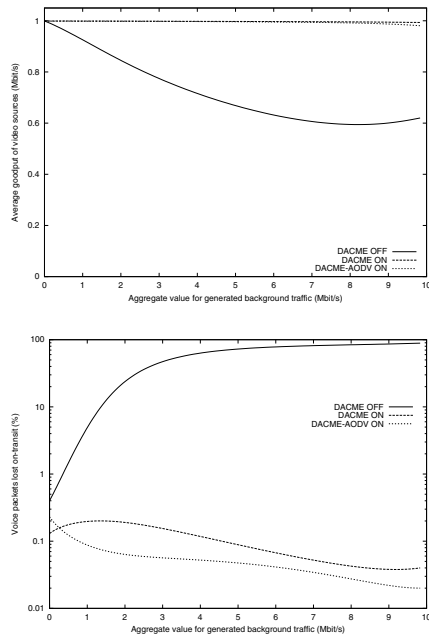 Average goodput of video sources (Mbit/s)
1
0.8
0.6
0.4
0.2
0
0 1 2 3 4 5 6 7 8 9 10
DACME OFF
DACME ON
DACME-AODV ON
Aggregate value for generated background traffic (Mbit/s)
Voice packets lost on-transit (%)
100
10
1
0.1
0.01
DACME OFF
DACME ON
DACME-AODV ON
0 1 2 3 4 5 6 7 8 9 10
Aggregate value for generated background traffic (Mbit/s)